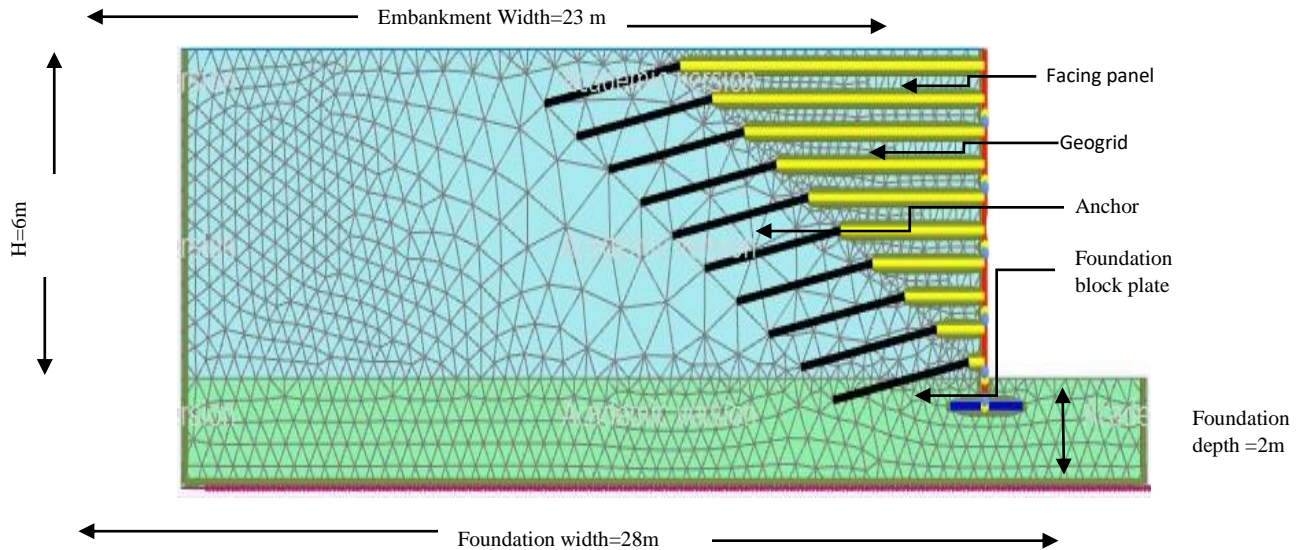 Embankment Width=23 m
Facing panel
Geogrid
H=6m
Anchor
Foundation
block plate
Foundation
depth =2m
Foundation width=28m